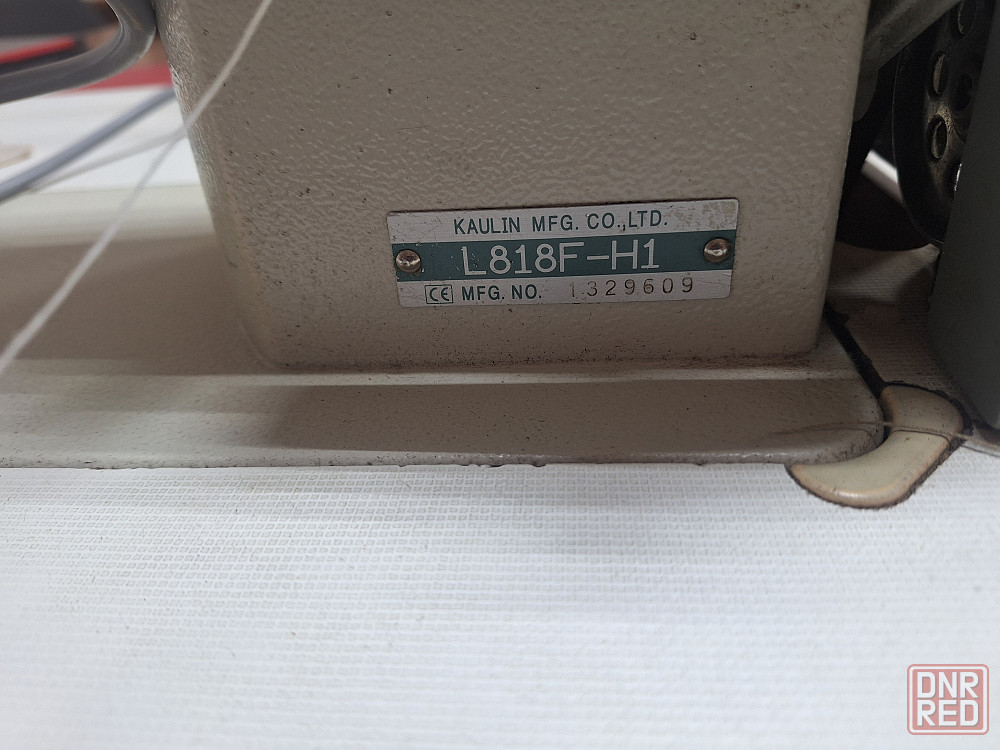 KAULIN MFG. CO.,LTD.
L818F-H1
CE MFG. NO. 1329609
DNR
RED